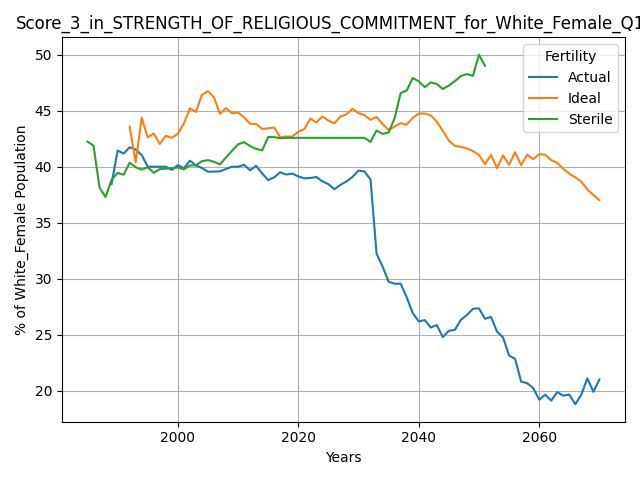 Score_3_in_STRENGTH_OF_RELIGIOUS_COMMITMENT_for_White_Female_Q1
% of White_Female Population
50
45
40
35
30
25
20
2000
2020
2040
2060
Years
Fertility
Actual
Ideal
Sterile